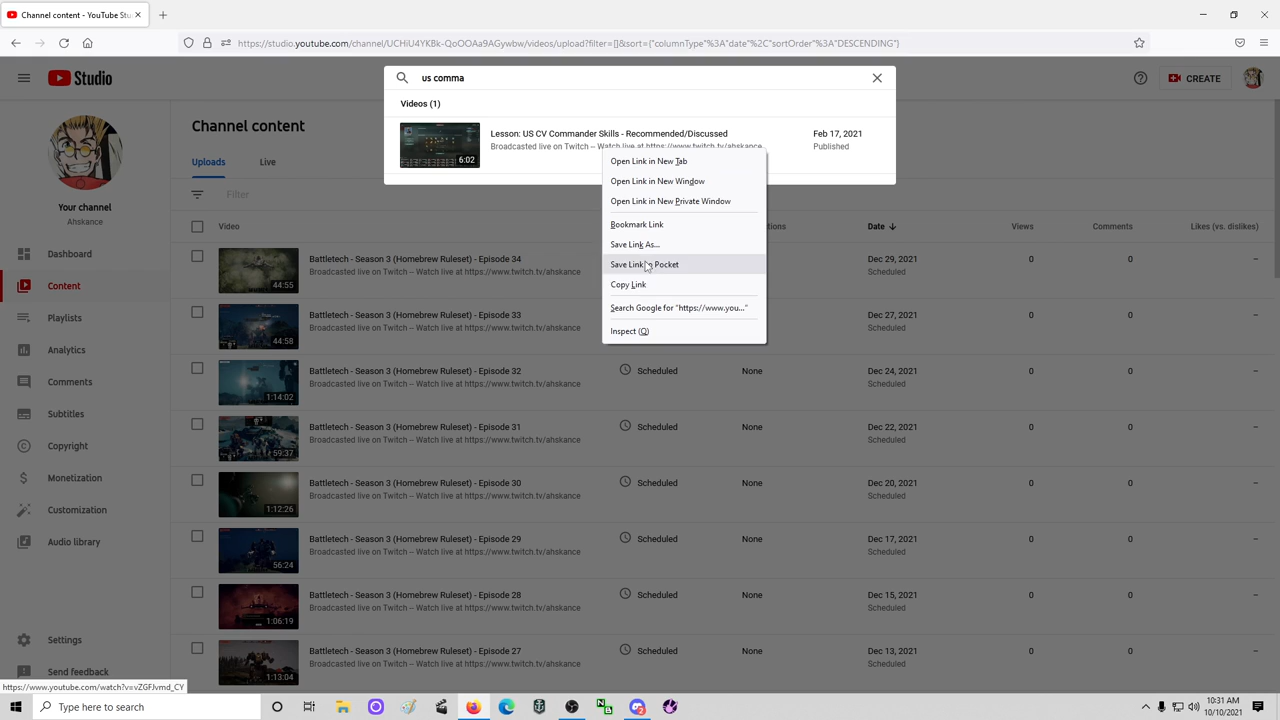 Channel content - YouTube Stu
https://studio.youtube.com/channel/UCHiU4YKBk-QoOOAa9AGywbw/videos/upload?filter=[]&sort={"columnType"%3A"date"%2C"sortOrder"%3A"DESCENDING"}
Studio
us comma
CREATE
Videos (1)
6:02
Lesson: US CV Commander Skills - Recommended/Discussed
Broadcasted live on Twitch -- Watch live at https://www.twitch.tv/ahskance
Feb 17, 2021
Published
Open Link in New Tab
Open Link in New Window
Open Link in New Private Window
Bookmark Link
Save Link As...
Save Link to Pocket
Copy Link
Search Google for "https://www.you..."
Inspect (Q)
Your channel
Ahskance
Dashboard
Content
Playlists
Analytics
Comments
Subtitles
Copyright
Monetization
Customization
Audio library
Settings
Send feedback
Channel content
Uploads
Live
Filter
Video
Date
Views
Comments
Likes (vs. dislikes)
44:55
Battletech - Season 3 (Homebrew Ruleset) - Episode 34
Broadcasted live on Twitch -- Watch live at https://www.twitch.tv/ahskance
Dec 29, 2021
Scheduled
0
0
–
44:58
Battletech - Season 3 (Homebrew Ruleset) - Episode 33
Broadcasted live on Twitch -- Watch live at https://www.twitch.tv/ahskance
Dec 27, 2021
Scheduled
0
0
–
1:14:02
Battletech - Season 3 (Homebrew Ruleset) - Episode 32
Broadcasted live on Twitch -- Watch live at https://www.twitch.tv/ahskance
Scheduled
None
Dec 24, 2021
Scheduled
0
0
–
59:37
Battletech - Season 3 (Homebrew Ruleset) - Episode 31
Broadcasted live on Twitch -- Watch live at https://www.twitch.tv/ahskance
Scheduled
None
Dec 22, 2021
Scheduled
0
0
–
1:12:26
Battletech - Season 3 (Homebrew Ruleset) - Episode 30
Broadcasted live on Twitch -- Watch live at https://www.twitch.tv/ahskance
Scheduled
None
Dec 20, 2021
Scheduled
0
0
–
56:24
Battletech - Season 3 (Homebrew Ruleset) - Episode 29
Broadcasted live on Twitch -- Watch live at https://www.twitch.tv/ahskance
Scheduled
None
Dec 17, 2021
Scheduled
0
0
–
1:06:19
Battletech - Season 3 (Homebrew Ruleset) - Episode 28
Broadcasted live on Twitch -- Watch live at https://www.twitch.tv/ahskance
Scheduled
None
Dec 15, 2021
Scheduled
0
0
–
1:13:04
Battletech - Season 3 (Homebrew Ruleset) - Episode 27
Broadcasted live on Twitch -- Watch live at https://www.twitch.tv/ahskance
Scheduled
None
Dec 13, 2021
Scheduled
0
0
–
https://www.youtube.com/watch?v=vZGFJvmd_CY
Type here to search
10:31 AM
10/10/2021